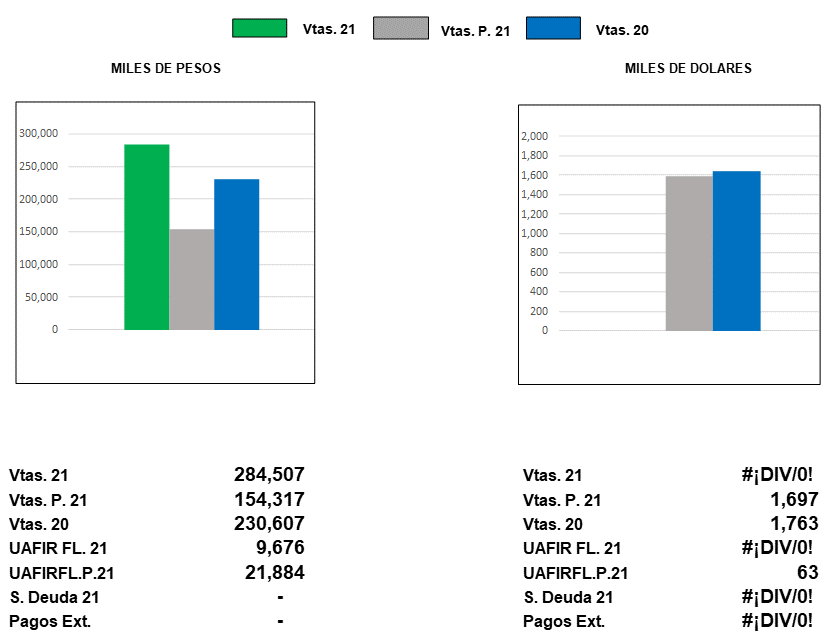 Vtas. 21 Vtas. P. 21 Vtas. 20
MILES DE PESOS
300,000
250,000
200,000
150,000
100,000
50,000
0
MILES DE DOLARES
2,000
1,800
1,600
1,400
1,200
1,000
800
600
400
200
0
Vtas. 21 284,507
Vtas. P. 21 154,317
Vtas. 20 230,607
UAFIR FL. 21 9,676
UAFIRFL.P.21 21,884
S. Deuda 21 -
Pagos Ext. -
Vtas. 21 #¡DIV/0!
Vtas. P. 21 1,697
Vtas. 20 1,763
UAFIR FL. 21 #¡DIV/0!
UAFIRFL.P.21 63
S. Deuda 21 #¡DIV/0!
Pagos Ext. #¡DIV/0!